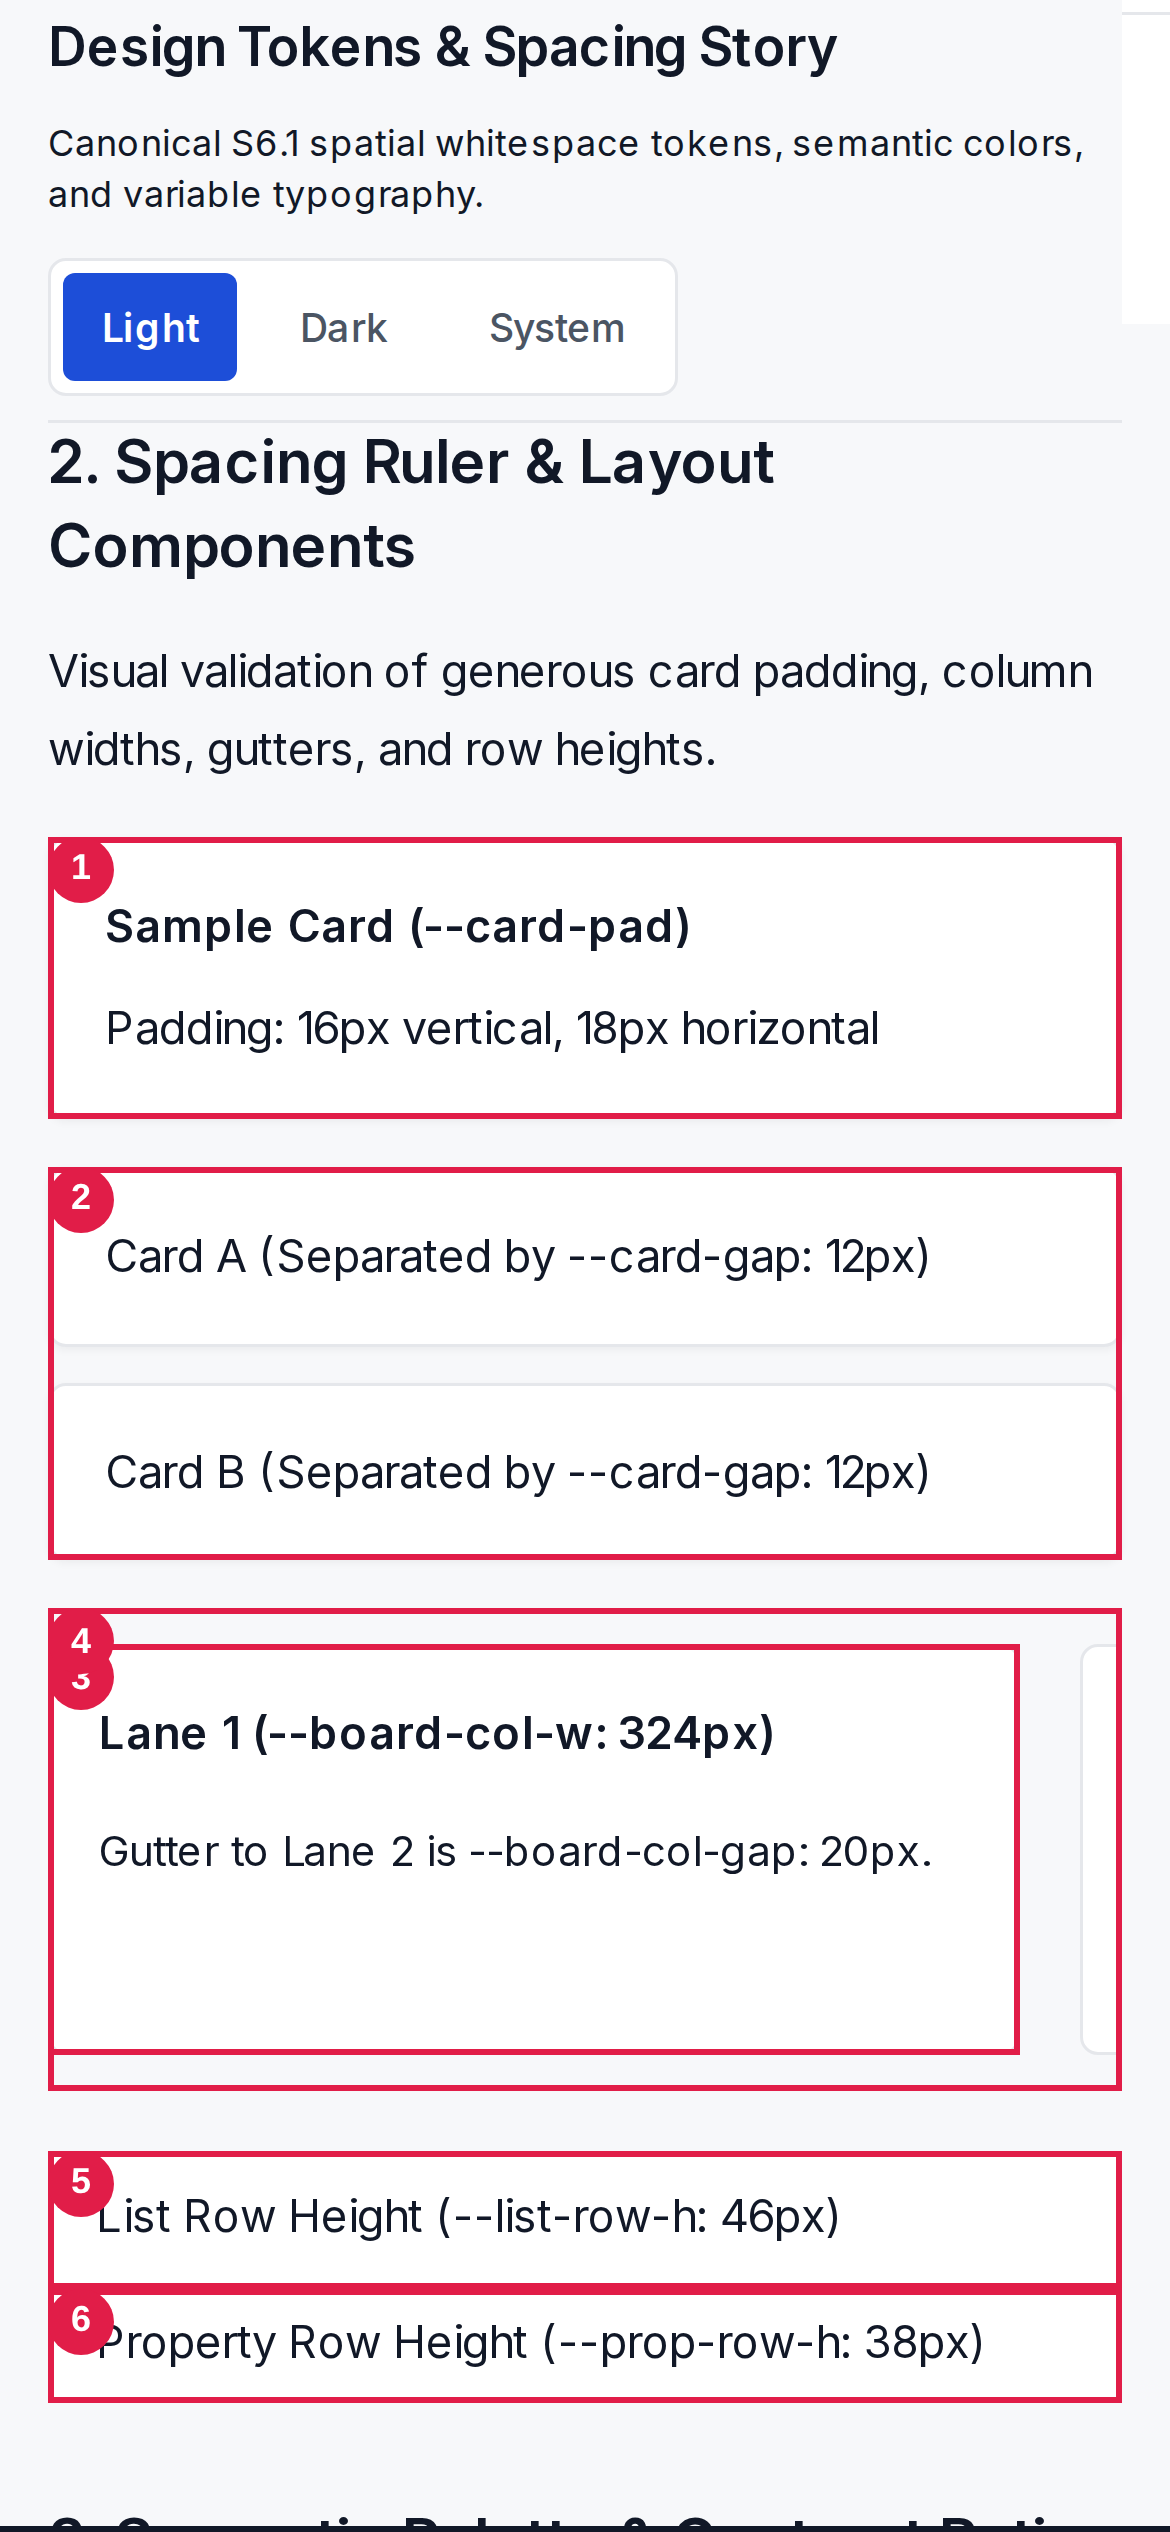 Design Tokens & Spacing Story
Canonical S6.1 spatial whitespace tokens, semantic colors,
and variable typography.
Light Dark System
2. Spacing Ruler & Layout
Components
Visual validation of generous card padding, column
widths, gutters, and row heights.
1
Sample Card (--card-pad)
Padding: 16px vertical, 18px horizontal
2
Card A (Separated by --card-gap: 12px)
Card B (Separated by --card-gap: 12px)
4
3
Lane 1 (--board-col-w: 324px)
Gutter to Lane 2 is --board-col-gap: 20px.
5
List Row Height (--list-row-h: 46px)
6
Property Row Height (--prop-row-h: 38px)